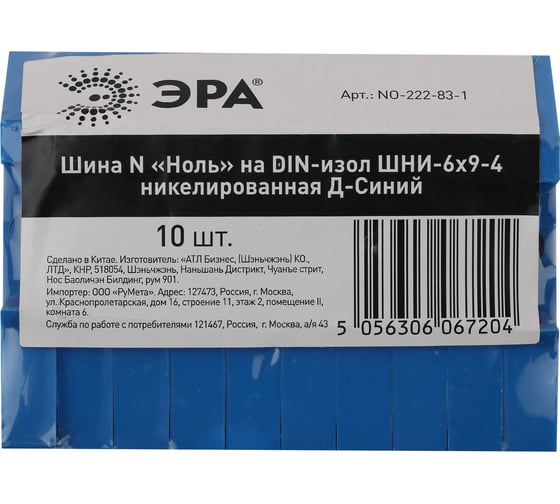 ЭРА®
Арт.: NO-222-83-1
Шина N «Ноль» на DIN-изол ШНИ-6х9-4
никелированная Д-Синий
10 шт.
Сделано в Китае. Изготовитель: «АТЛ Бизнес, (Шэньчжэнь) КО.,
ЛТД», КНР, 518054, Шэньчжэнь, Наньшань Дистрикт, Чуанъе стрит,
Нос Баоличэн Билдинг, рум 901.
Импортер: ООО «РуМета». Адрес: 127473, Россия, г. Москва,
ул. Краснопролетарская, дом 16, строение 11, этаж 2, помещение II,
комната 6.
Служба по работе с потребителями 121467, Россия, г. Москва, а/я 43
5 056306 067204